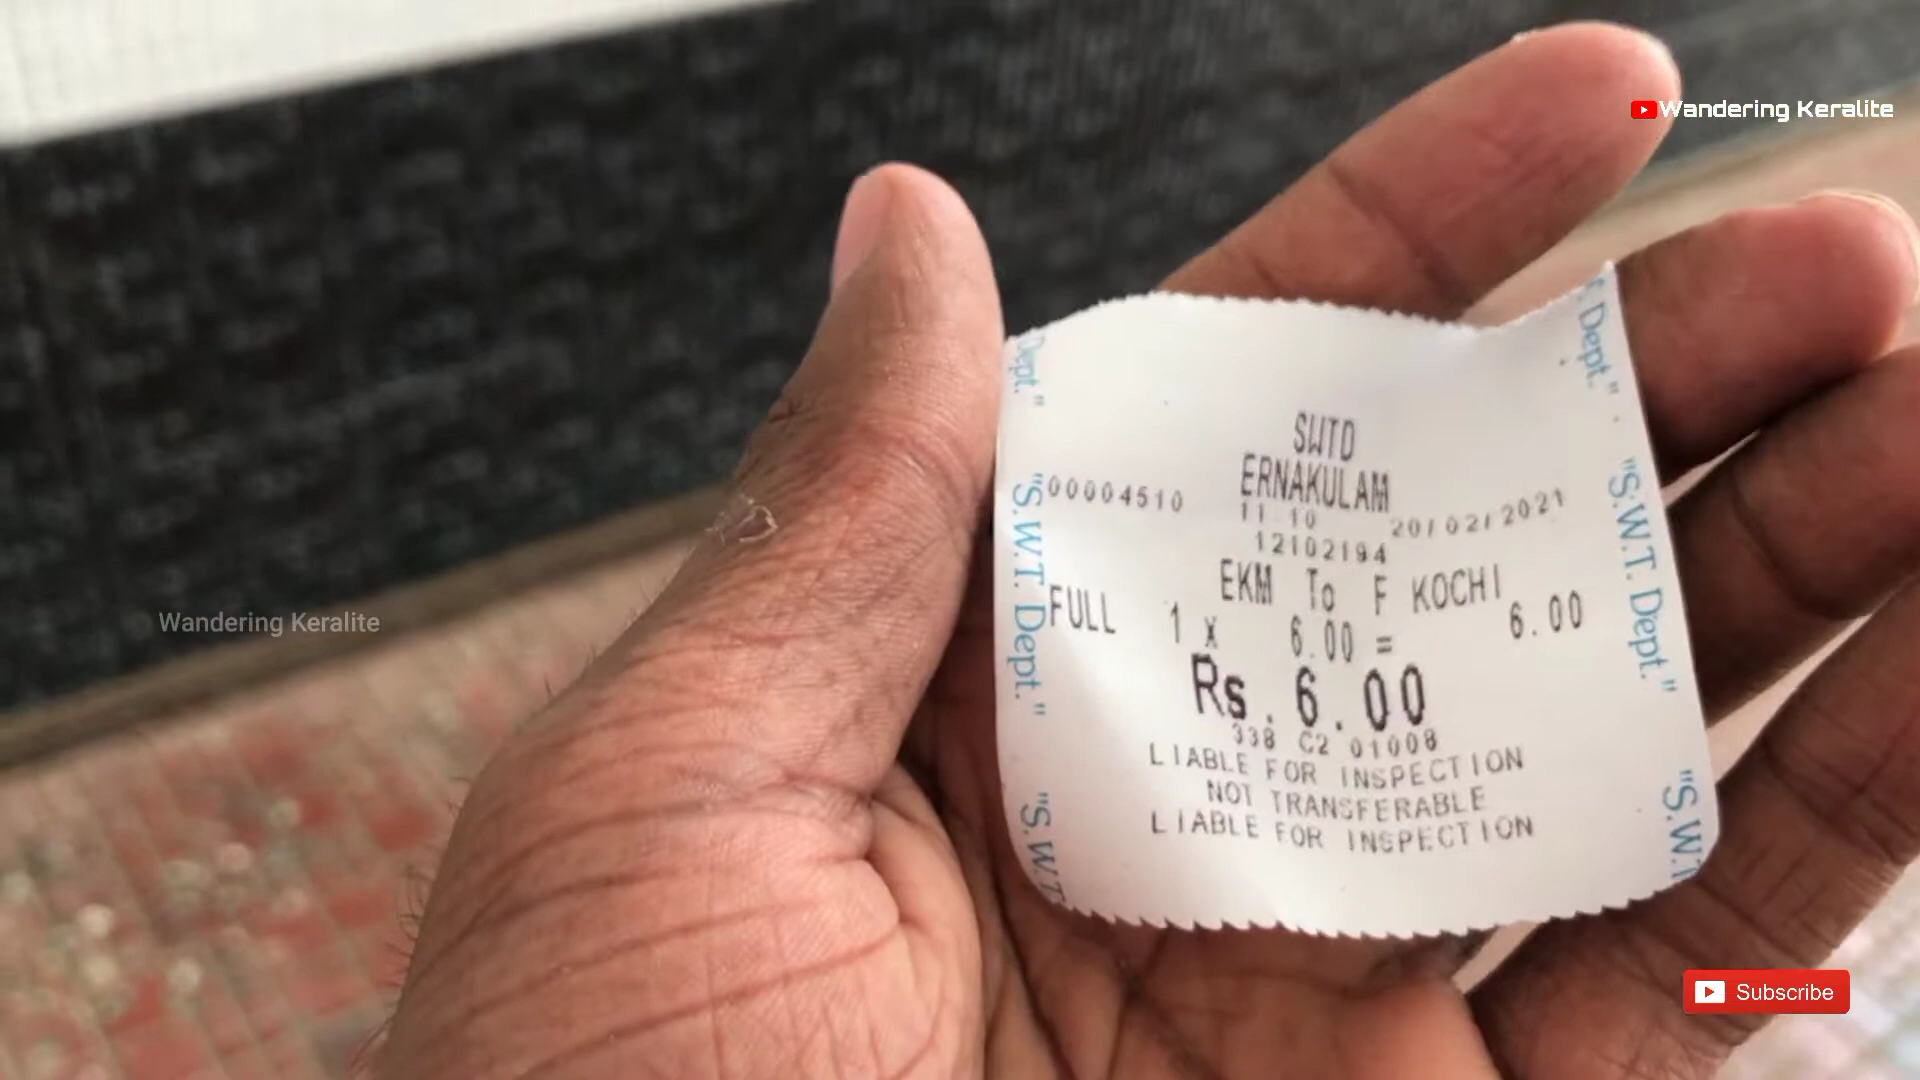 Wandering Keralite
Dept."
f. Dept."
SWTD
ERNAKULAM
00004510 11 10 20/02/2021
12102194
EKM To F KOCHI
FULL 1 x 6.00 = 6.00
Rs.6.00
338 C2 01008
LIABLE FOR INSPECTION
NOT TRANSFERABLE
LIABLE FOR INSPECTION
"S.W.T. Dept."
"S.W.T. Dept."
"S.W.T
"S.W.T
Wandering Keralite
Subscribe